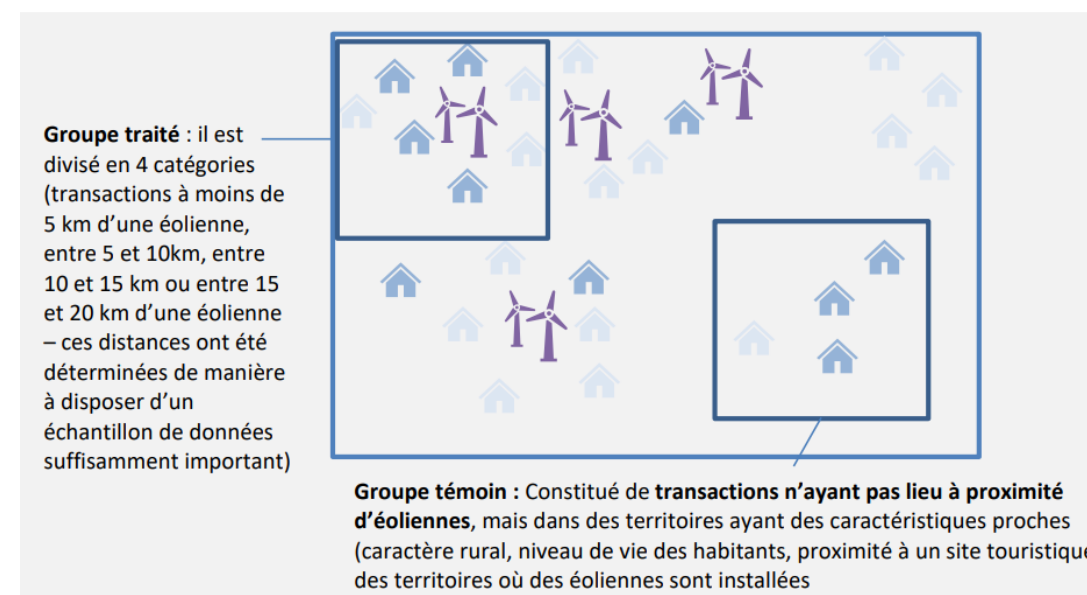 Groupe traité : il est
divisé en 4 catégories
(transactions à moins de
5 km d’une éolienne,
entre 5 et 10km, entre
10 et 15 km ou entre 15
et 20 km d’une éolienne
– ces distances ont été
déterminées de manière
à disposer d’un
échantillon de données
suffisamment important)
Groupe témoin : Constitué de transactions n’ayant pas lieu à proximité
d’éoliennes, mais dans des territoires ayant des caractéristiques proches
(caractère rural, niveau de vie des habitants, proximité à un site touristique
des territoires où des éoliennes sont installées